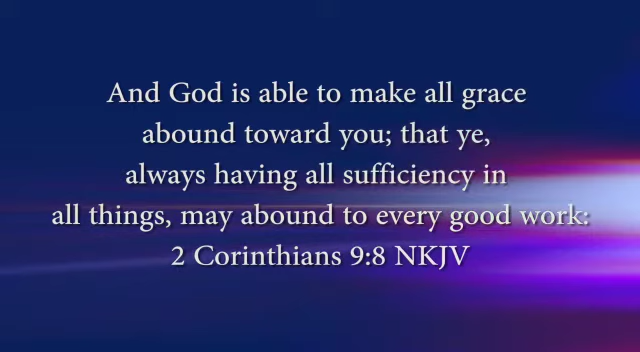 And God is able to make all grace
abound toward you; that ye,
always having all sufficiency in
all things, may abound to every good work:
2 Corinthians 9:8 NKJV